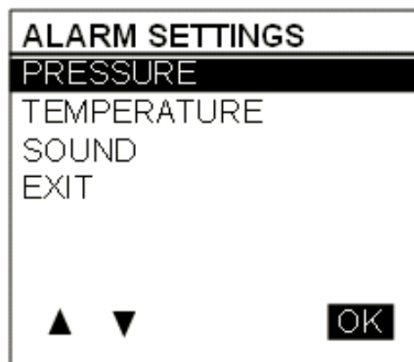 ALARM SETTINGS
PRESSURE
TEMPERATURE
SOUND
EXIT
▲ ▼ OK